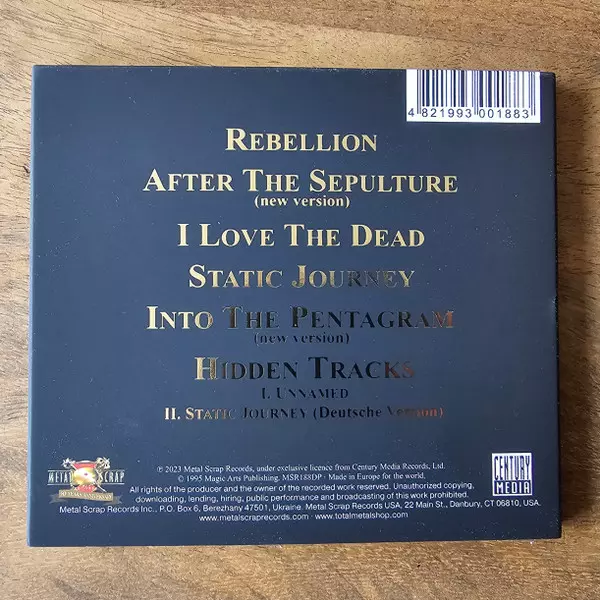 4 821993 001883
REBELLION
AFTER THE SEPULTURE
(new version)
I LOVE THE DEAD
STATIC JOURNEY
INTO THE PENTAGRAM
(new version)
HIDDEN TRACKS
I. UNNAMED
II. STATIC JOURNEY (Deutsche Version)
METAL SCRAP
℗ 2023 Metal Scrap Records, under exclusive licence from Century Media Records, Ltd.
© 1995 Magic Arts Publishing. MSR188DP · Made in Europe for the world.
All rights of the producer and the owner of the recorded work reserved. Unauthorized copying,
downloading, lending, hiring, public performance and broadcasting of this work prohibited.
Metal Scrap Records Inc., P.O. Box 6, Berezhany 47501, Ukraine. Metal Scrap Records USA, 22 Main St., Danbury, CT 06810, USA.
www.metalscraprecords.com · www.totalmetalshop.com
CENTURY
MEDIA